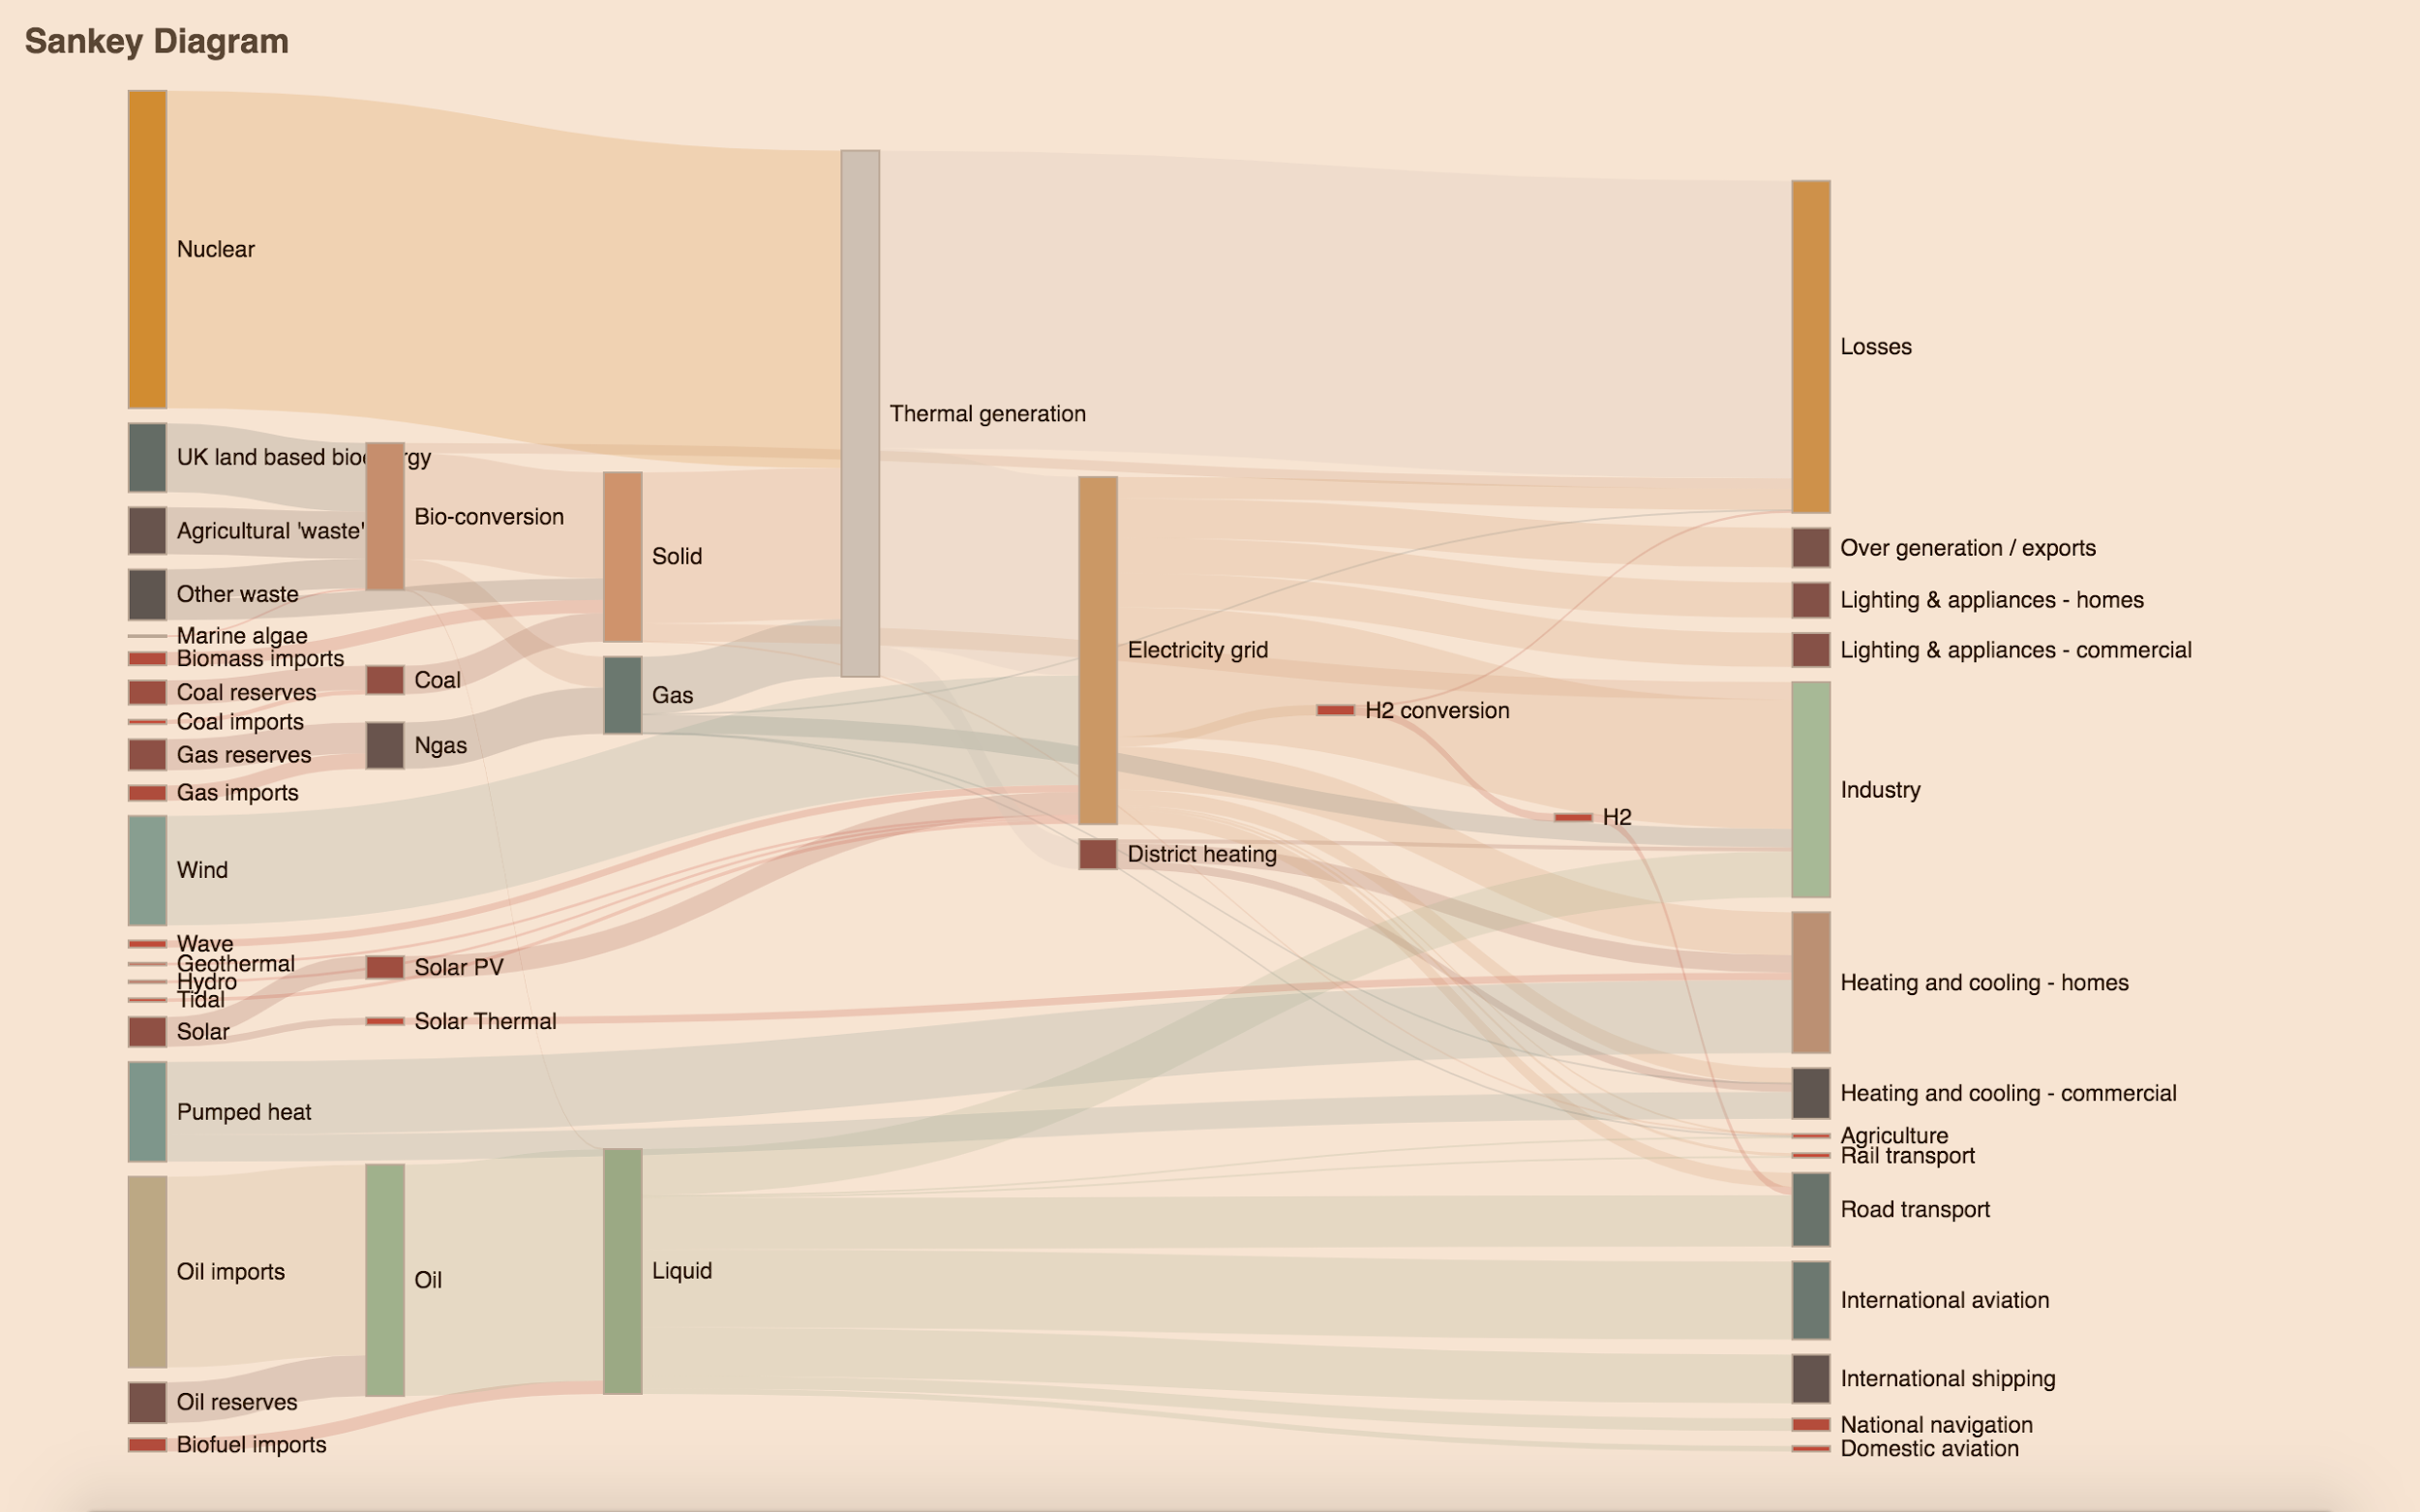 Sankey Diagram
Nuclear
UK land based bioenergy
Agricultural 'waste'
Other waste
Marine algae
Biomass imports
Coal reserves
Coal imports
Gas reserves
Gas imports
Wind
Wave
Geothermal
Hydro
Tidal
Solar
Pumped heat
Oil imports
Oil reserves
Biofuel imports
Bio-conversion
Coal
Ngas
Solar PV
Solar Thermal
Oil
Solid
Gas
Liquid
Thermal generation
Electricity grid
District heating
H2 conversion
H2
Losses
Over generation / exports
Lighting & appliances - homes
Lighting & appliances - commercial
Industry
Heating and cooling - homes
Heating and cooling - commercial
Agriculture
Rail transport
Road transport
International aviation
International shipping
National navigation
Domestic aviation